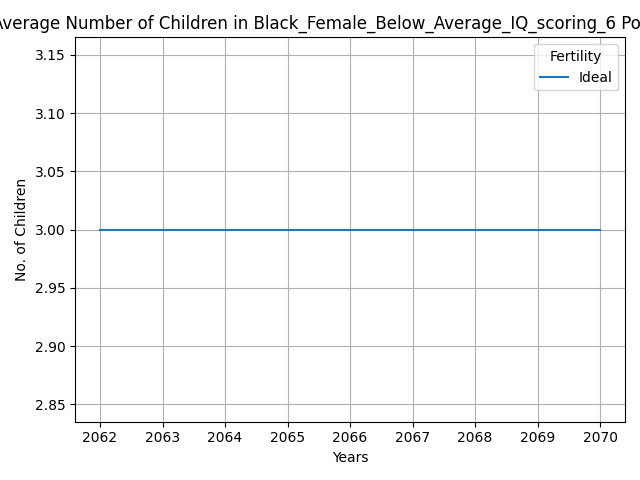 Average Number of Children in Black_Female_Below_Average_IQ_scoring_6 Po
3.15
Fertility
Ideal
3.10
3.05
3.00
2.95
2.90
2.85
No. of Children
2062 2063 2064 2065 2066 2067 2068 2069 2070
Years